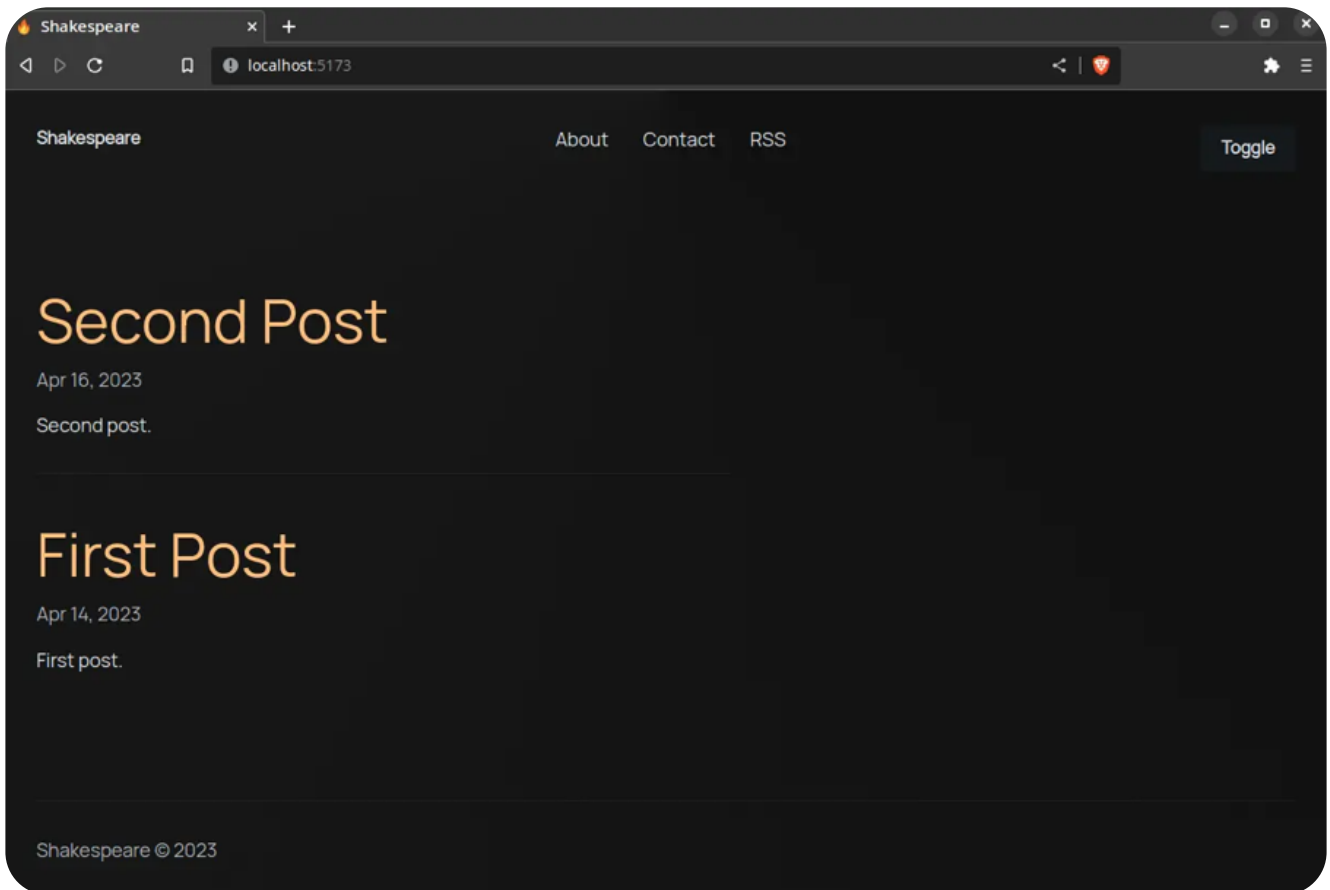 Shakespeare
localhost:5173
Shakespeare About Contact RSS Toggle
Second Post
Apr 16, 2023
Second post.
First Post
Apr 14, 2023
First post.
Shakespeare © 2023